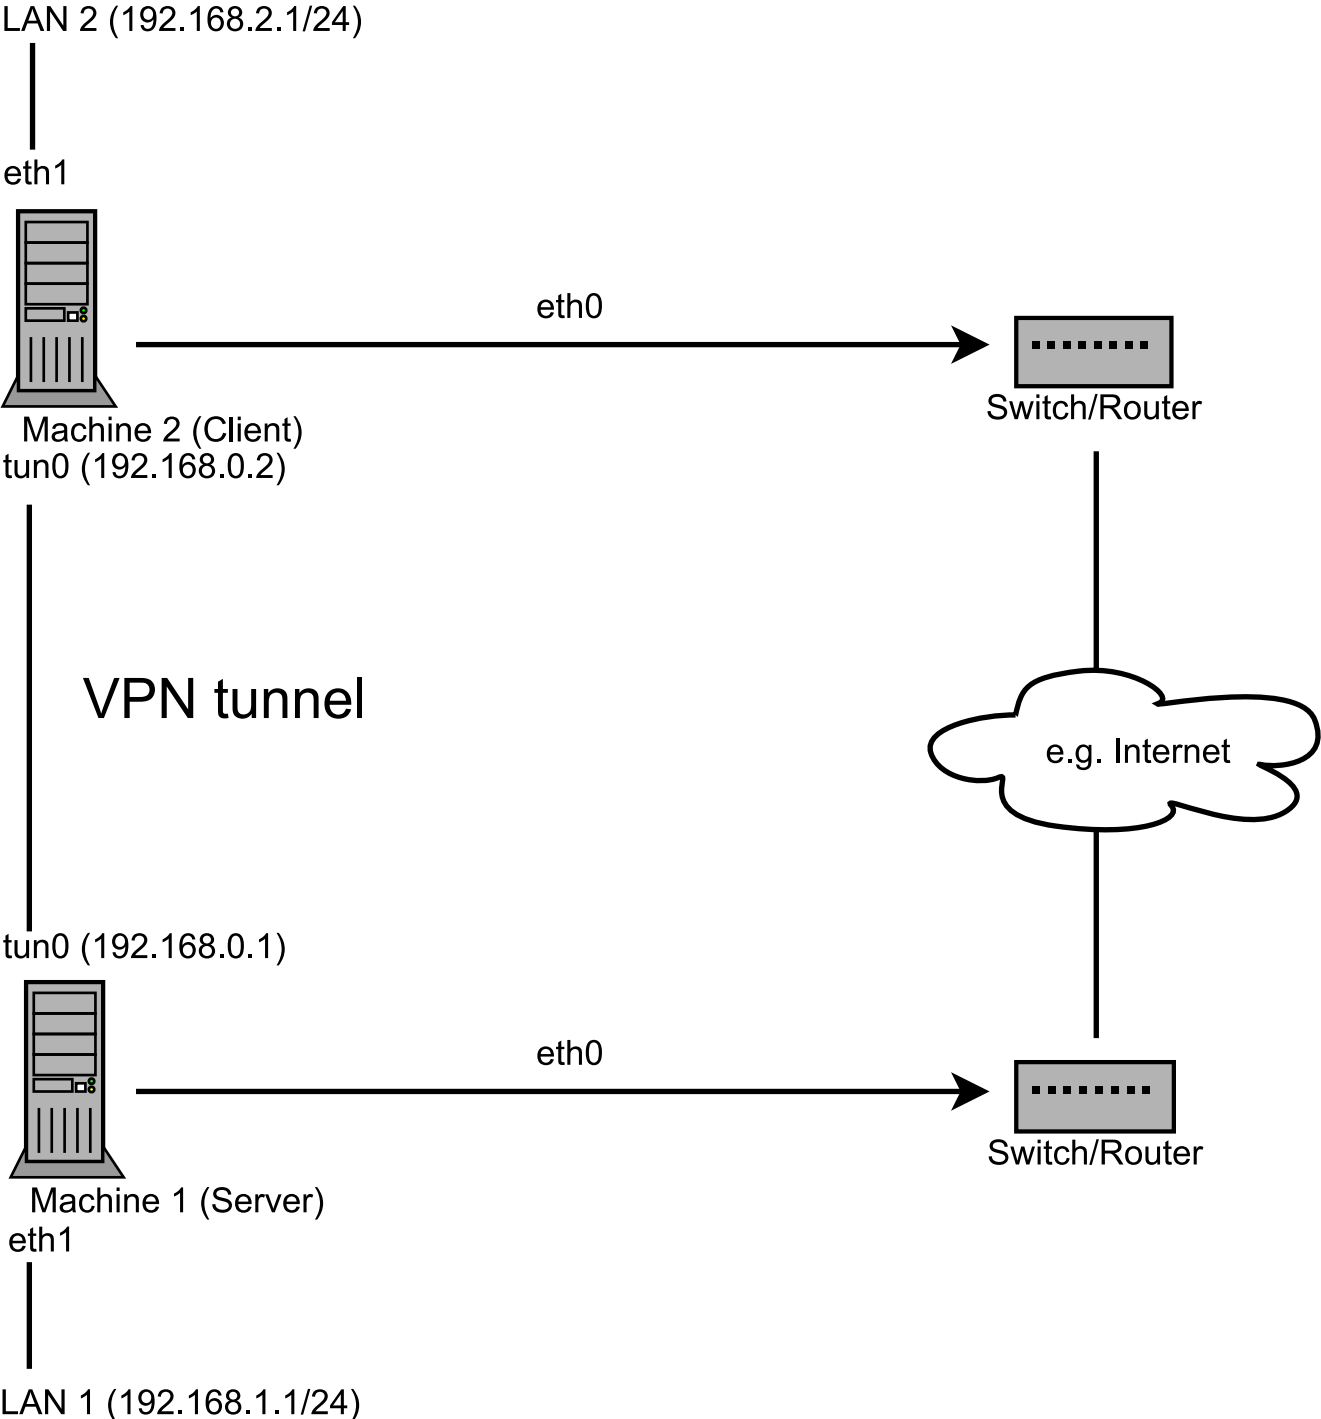 LAN 2 (192.168.2.1/24)
eth1
eth0
Switch/Router
Machine 2 (Client)
tun0 (192.168.0.2)
VPN tunnel
e.g. Internet
tun0 (192.168.0.1)
eth0
Switch/Router
Machine 1 (Server)
eth1
LAN 1 (192.168.1.1/24)